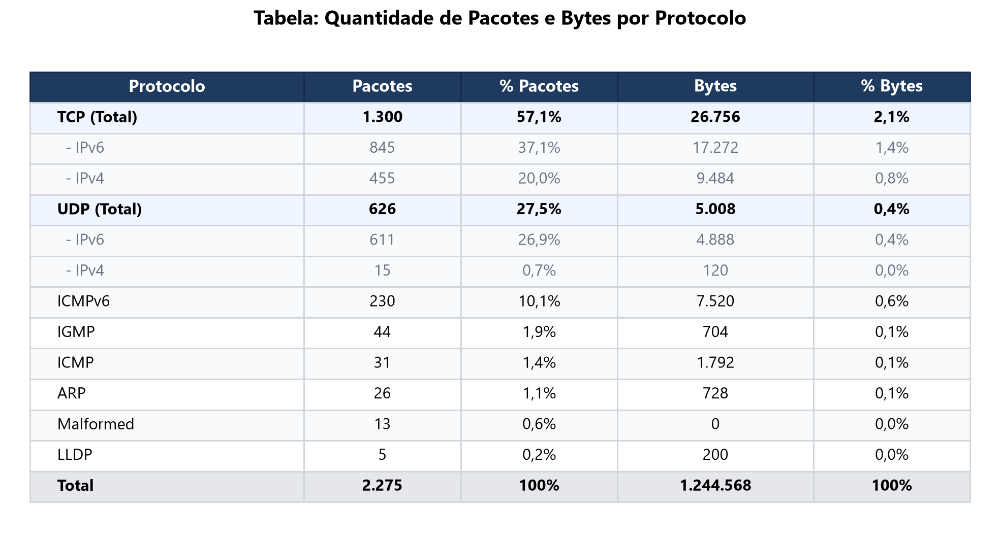 Tabela: Quantidade de Pacotes e Bytes por Protocolo
Protocolo Pacotes % Pacotes Bytes % Bytes
TCP (Total) 1.300 57,1% 26.756 2,1%
- IPv6 845 37,1% 17.272 1,4%
- IPv4 455 20,0% 9.484 0,8%
UDP (Total) 626 27,5% 5.008 0,4%
- IPv6 611 26,9% 4.888 0,4%
- IPv4 15 0,7% 120 0,0%
ICMPv6 230 10,1% 7.520 0,6%
IGMP 44 1,9% 704 0,1%
ICMP 31 1,4% 1.792 0,1%
ARP 26 1,1% 728 0,1%
Malformed 13 0,6% 0 0,0%
LLDP 5 0,2% 200 0,0%
Total 2.275 100% 1.244.568 100%